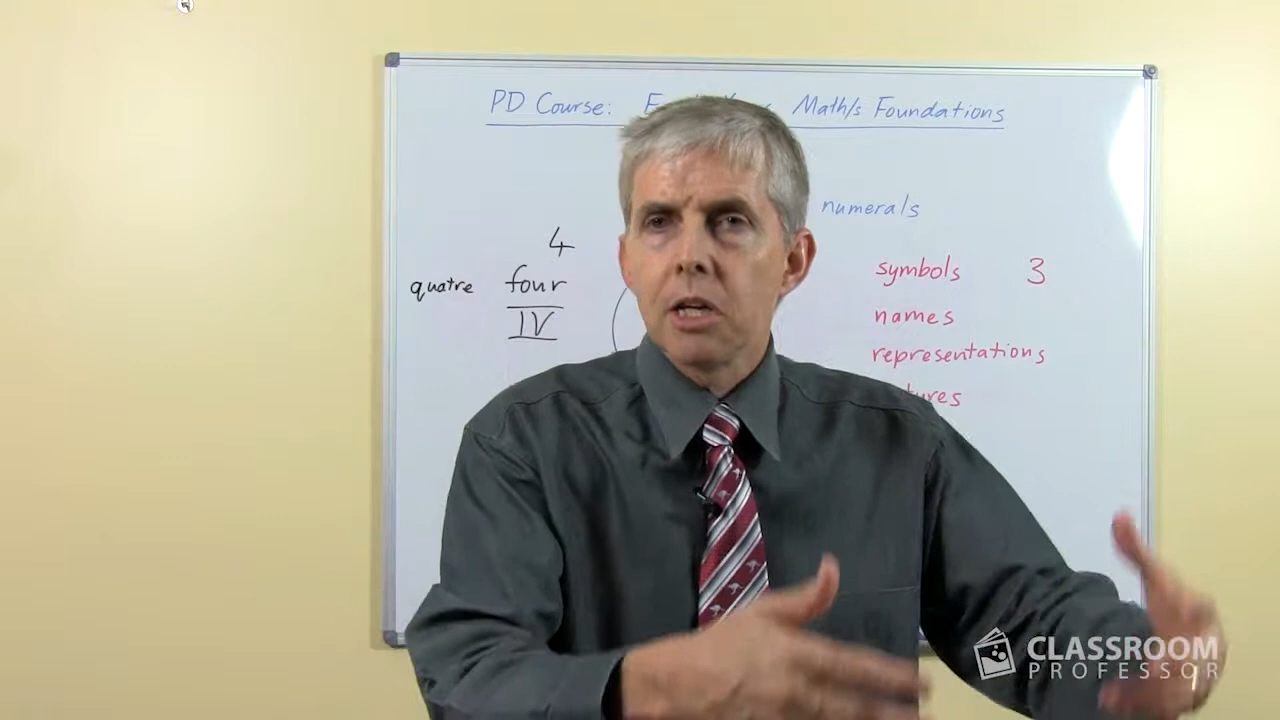 PD Course: Math/s Foundations
numerals
4
quatre four
IV
symbols 3
names
representations
CLASSROOM
PROFESSOR